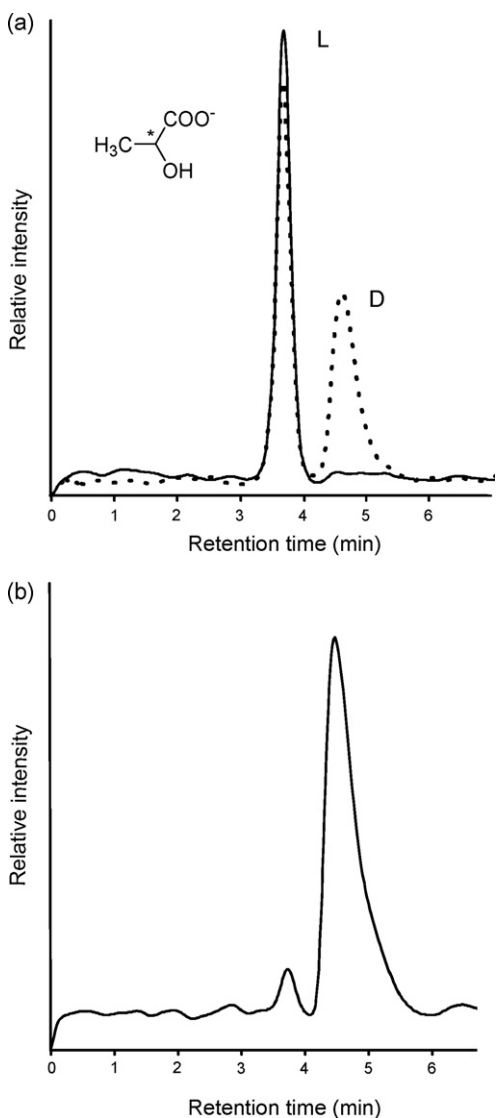 (a)
L
COO⁻
*
H₃C
OH
D
Relative intensity
0 1 2 3 4 5 6
Retention time (min)
(b)
Relative intensity
0 1 2 3 4 5 6
Retention time (min)